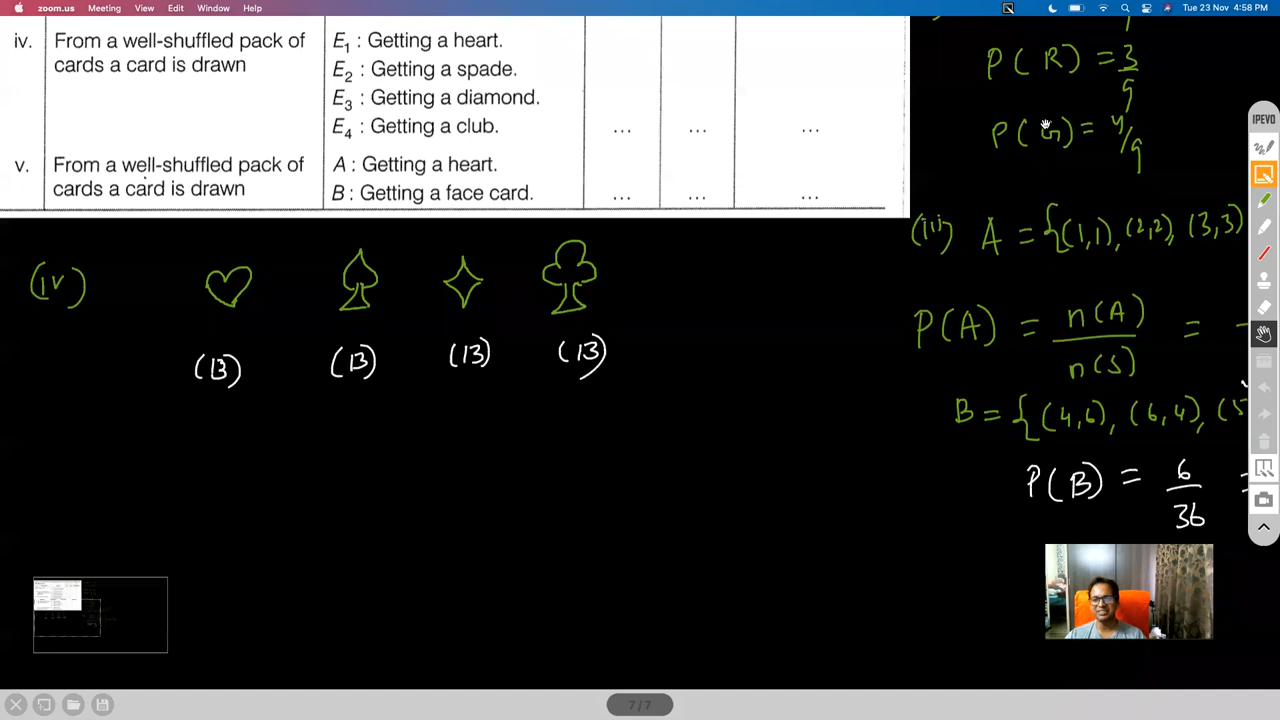 zoom.us Meeting View Edit Window Help Tue 23 Nov 4:58 PM
iv. From a well-shuffled pack of cards a card is drawn
E1 : Getting a heart.
E2 : Getting a spade.
E3 : Getting a diamond.
E4 : Getting a club. ... ... ...
v. From a well-shuffled pack of cards a card is drawn
A : Getting a heart.
B : Getting a face card. ... ... ...
(iv)
(13) (13) (13) (13)
P(R) = 3/9
P(G) = 4/9
(iii) A = {(1,1), (2,2), (3,3)
P(A) = n(A)/n(S) =
B = {(4,6), (6,4), (5
P(B) = 6/36 =
IPEVO
7/7